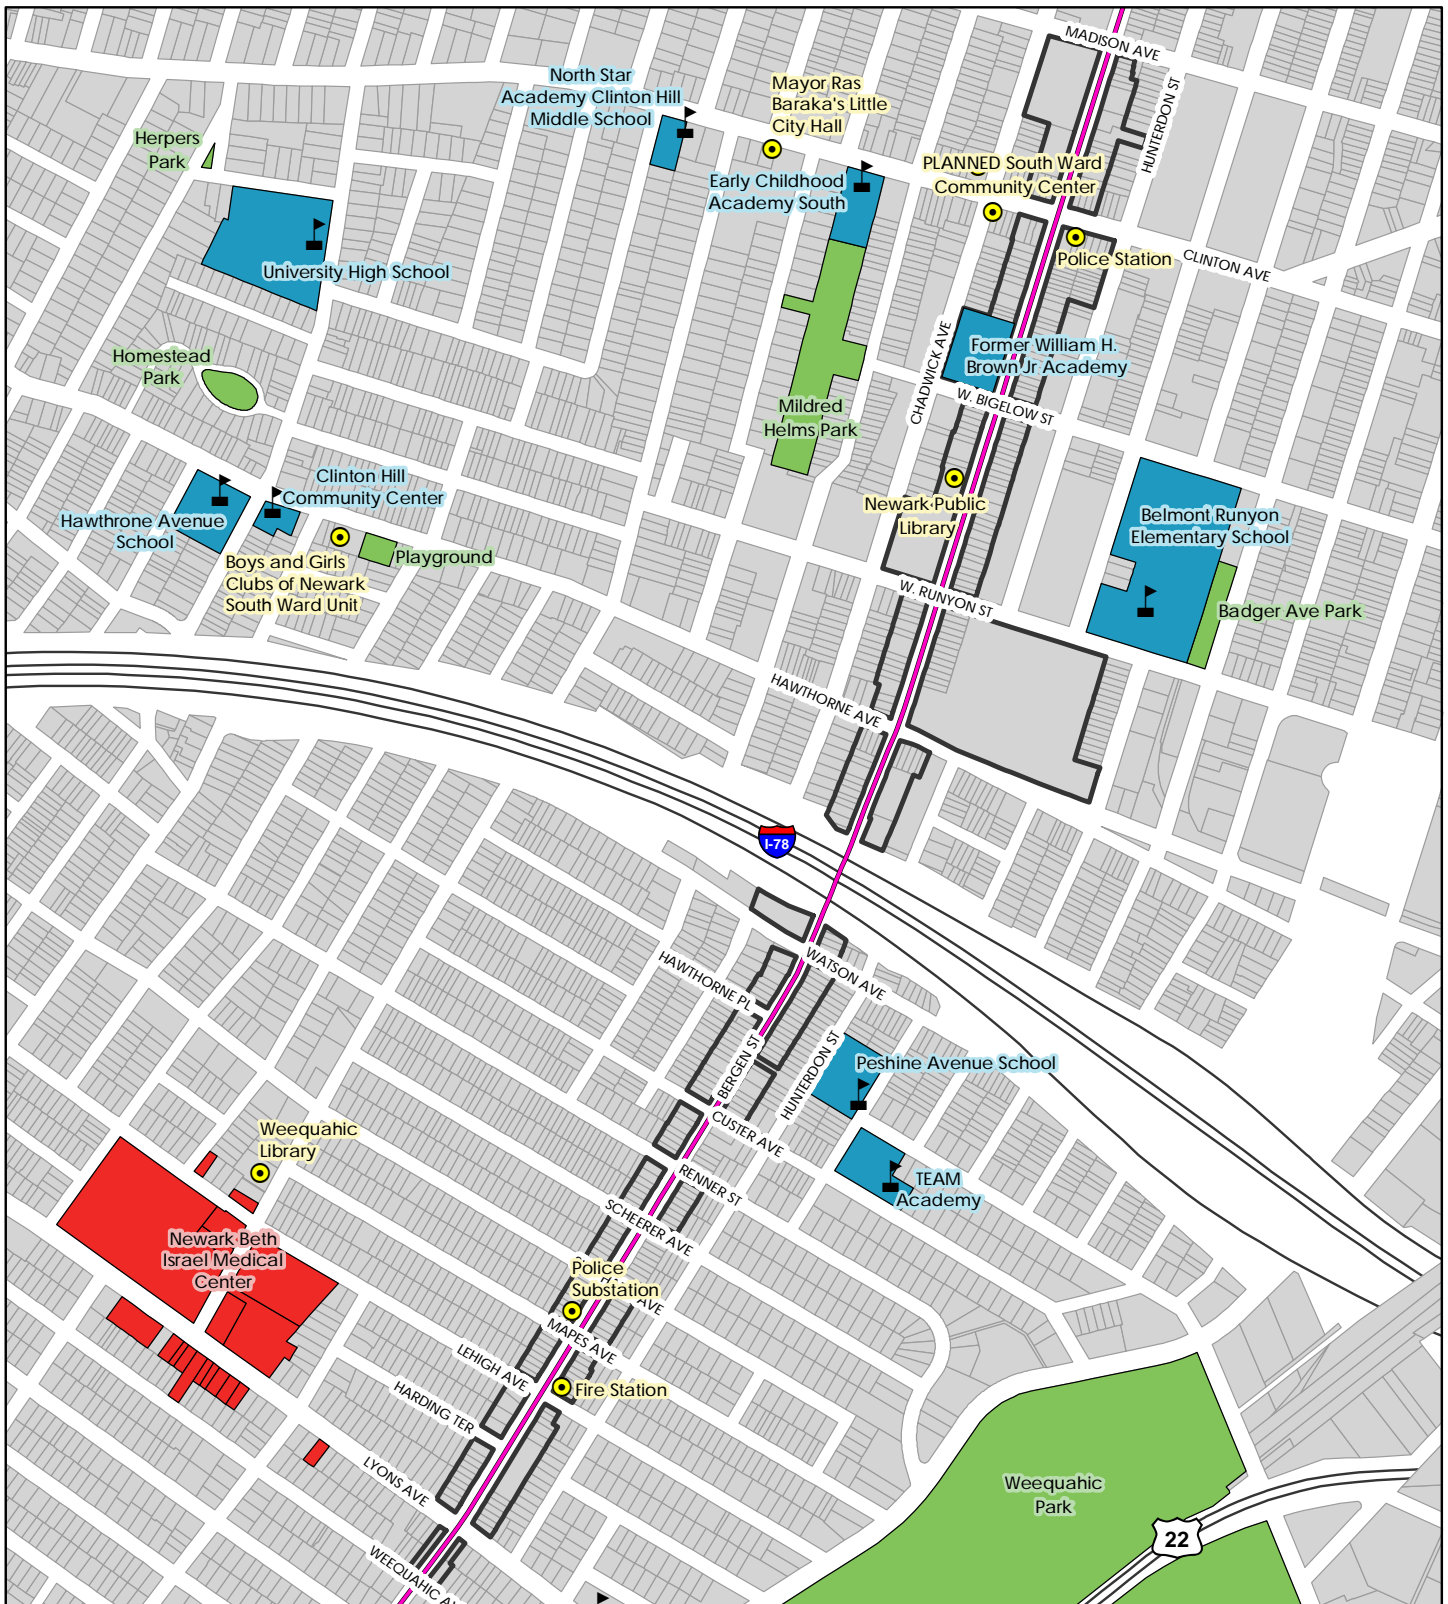 MADISON AVE
HUNTERDON ST
North Star
Academy Clinton Hill
Middle School
Mayor Ras
Baraka's Little
City Hall
Herpers
Park
PLANNED South Ward
Community Center
Early Childhood
Academy South
University High School
Police Station
CLINTON AVE
Homestead
Park
CHADWICK AVE
Former William H.
Brown Jr Academy
W. BIGELOW ST
Mildred
Helms Park
Clinton Hill
Community Center
Hawthrone Avenue
School
Newark Public
Library
Belmont Runyon
Elementary School
Boys and Girls
Clubs of Newark
South Ward Unit
Playground
W. RUNYON ST
Badger Ave Park
HAWTHORNE AVE
I-78
WATSON AVE
HAWTHORNE PL
BERGEN ST
HUNTERDON ST
Peshine Avenue School
CUSTER AVE
Weequahic
Library
RENNER ST
TEAM
Academy
SCHEERER AVE
Newark Beth
Israel Medical
Center
Police
Substation
AVE
MAPES AVE
LEHIGH AVE
Fire Station
HARDING TER
LYONS AVE
Weequahic
Park
22
WEEQUAHIC A